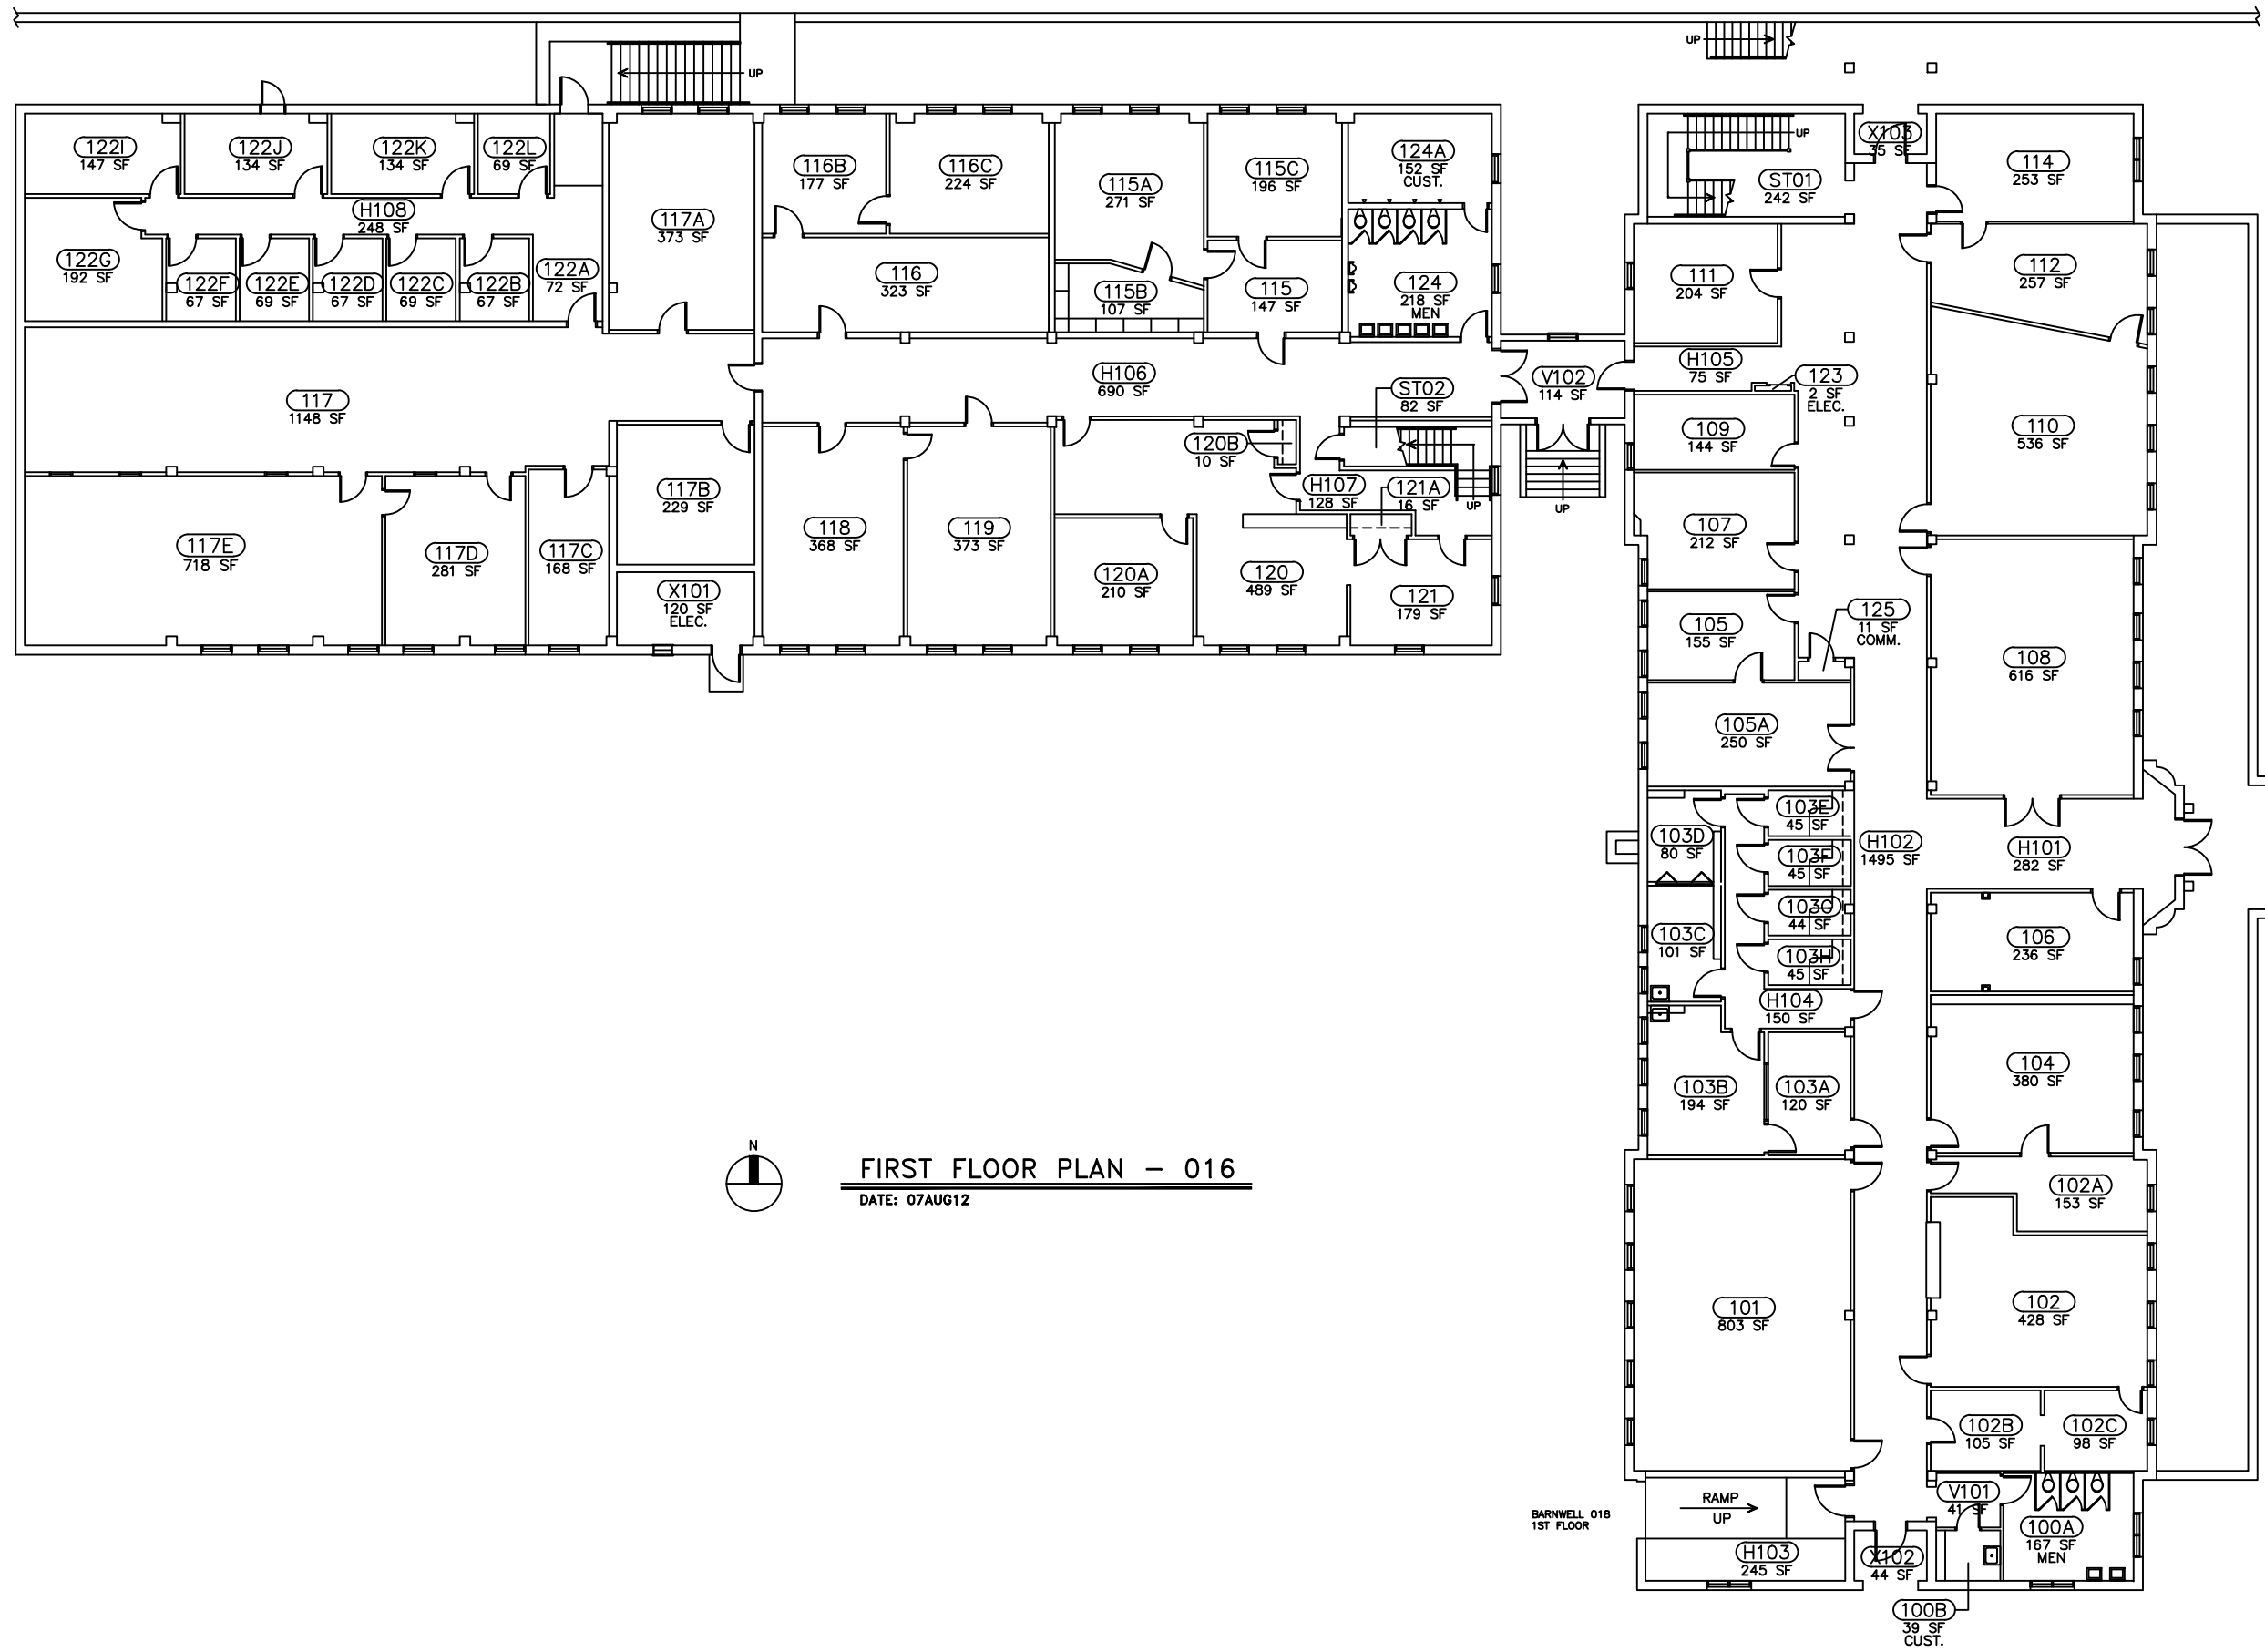 UP
UP
122I
147 SF
122J
134 SF
122K
134 SF
122L
69 SF
116B
177 SF
116C
224 SF
115A
271 SF
115C
196 SF
124A
152 SF
CUST.
UP
ST01
242 SF
X103
35 SF
114
253 SF
H108
248 SF
117A
373 SF
122G
192 SF
122F
67 SF
122E
69 SF
122D
67 SF
122C
69 SF
122B
67 SF
122A
72 SF
116
323 SF
115B
107 SF
115
147 SF
124
218 SF
MEN
111
204 SF
112
257 SF
117
1148 SF
H106
690 SF
ST02
82 SF
V102
114 SF
H105
75 SF
123
2 SF
ELEC.
120B
10 SF
109
144 SF
110
536 SF
117B
229 SF
H107
128 SF
121A
16 SF
UP
UP
117E
718 SF
117D
281 SF
117C
168 SF
118
368 SF
119
373 SF
107
212 SF
X101
120 SF
ELEC.
120A
210 SF
120
489 SF
121
179 SF
105
155 SF
125
11 SF
COMM.
108
616 SF
105A
250 SF
103D
80 SF
103E
45 SF
103F
45 SF
H102
1495 SF
H101
282 SF
103G
44 SF
103C
101 SF
103H
45 SF
106
236 SF
H104
150 SF
103B
194 SF
103A
120 SF
104
380 SF
N
FIRST FLOOR PLAN - 016
DATE: 07AUG12
102A
153 SF
101
803 SF
102
428 SF
102B
105 SF
102C
98 SF
RAMP
UP
V101
41 SF
BARNWELL 018
1ST FLOOR
H103
245 SF
X102
44 SF
100A
167 SF
MEN
100B
39 SF
CUST.